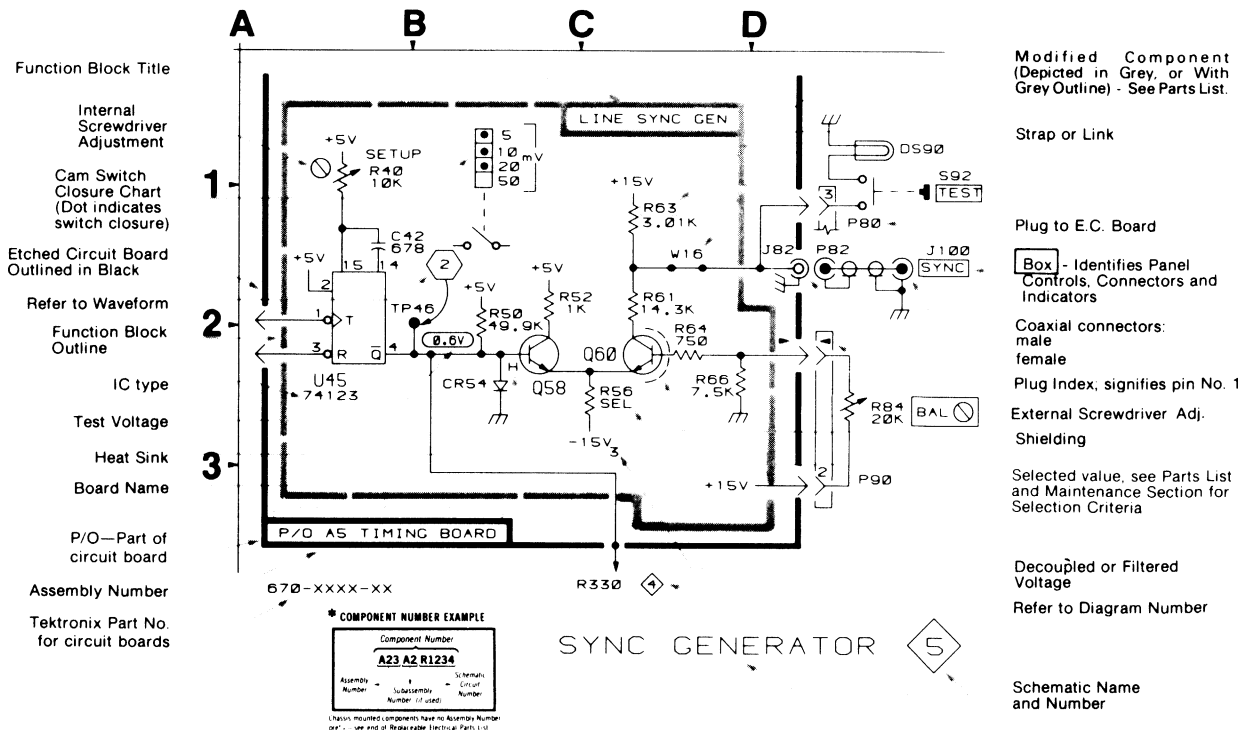 A B C D
Function Block Title
Internal
Screwdriver
Adjustment
Cam Switch
Closure Chart
(Dot indicates
switch closure)
Etched Circuit Board
Outlined in Black
Refer to Waveform
Function Block
Outline
IC type
Test Voltage
Heat Sink
Board Name
P/O—Part of
circuit board
Assembly Number
Tektronix Part No.
for circuit boards
1
2
3
LINE SYNC GEN
+5V
SETUP
R40
10K
5
10
20
50
mV
C42
678
+5V
15 14
2
1
T
3
R
Q̅
4
U45
74123
2
TP46
0.6V
+5V
R50
49.9K
CR54
H
+5V
R52
1K
Q58
Q60
+15V
R63
3.01K
W16
R61
14.3K
R64
750
R66
7.5K
R56
SEL
-15V3
+15V
DS90
S92
TEST
3
P80
J82
P82
J100
SYNC
1
R84
20K
BAL
2
P90
P/O A5 TIMING BOARD
670-XXXX-XX
R330
4
* COMPONENT NUMBER EXAMPLE
Component Number
A23 A2 R1234
Assembly
Number
Subassembly
Number (if used)
Schematic
Circuit
Number
Chassis mounted components have no Assembly Number
see end of Replaceable Electrical Parts List
SYNC GENERATOR
5
Modified Component
(Depicted in Grey, or With
Grey Outline) - See Parts List.
Strap or Link
Plug to E.C. Board
Box - Identifies Panel
Controls, Connectors and
Indicators
Coaxial connectors:
male
female
Plug Index; signifies pin No. 1
External Screwdriver Adj.
Shielding
Selected value, see Parts List
and Maintenance Section for
Selection Criteria
Decoupled or Filtered
Voltage
Refer to Diagram Number
Schematic Name
and Number